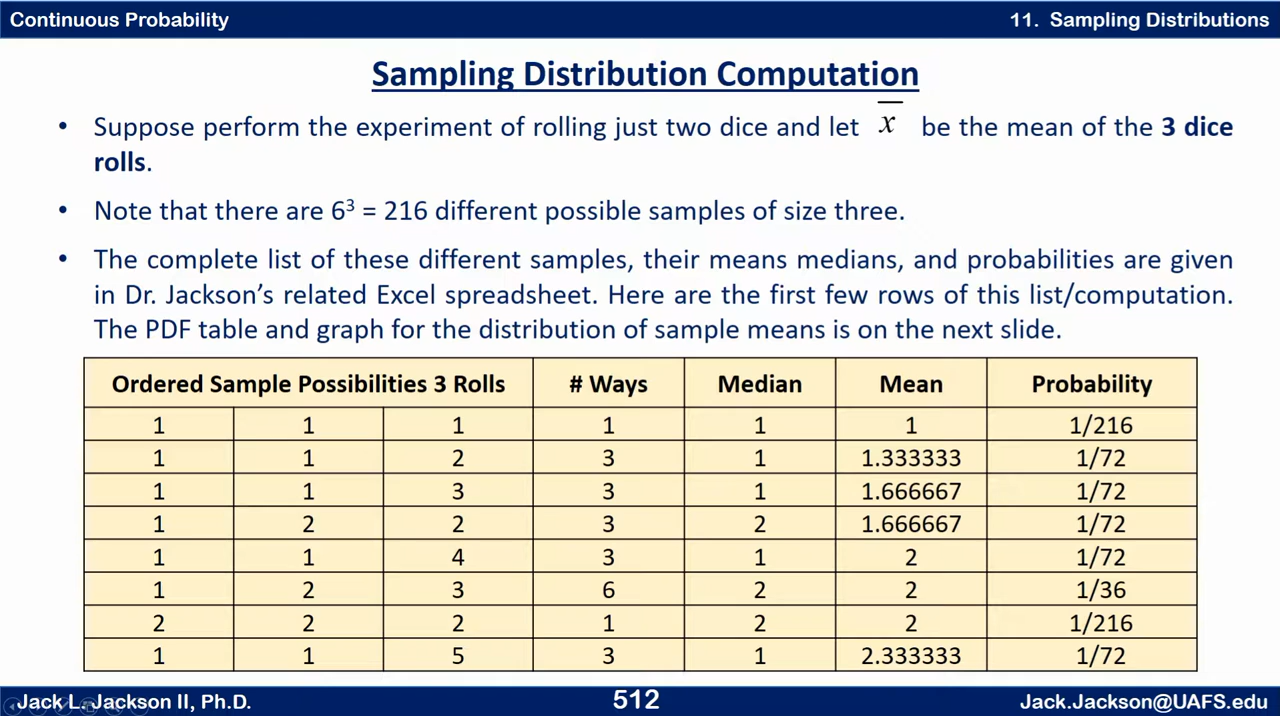 Continuous Probability 11. Sampling Distributions
Sampling Distribution Computation
• Suppose perform the experiment of rolling just two dice and let x̅ be the mean of the 3 dice
rolls.
• Note that there are 6³ = 216 different possible samples of size three.
• The complete list of these different samples, their means medians, and probabilities are given
in Dr. Jackson's related Excel spreadsheet. Here are the first few rows of this list/computation.
The PDF table and graph for the distribution of sample means is on the next slide.
Ordered Sample Possibilities 3 Rolls # Ways Median Mean Probability
1 1 1 1 1 1 1/216
1 1 2 3 1 1.333333 1/72
1 1 3 3 1 1.666667 1/72
1 2 2 3 2 1.666667 1/72
1 1 4 3 1 2 1/72
1 2 3 6 2 2 1/36
2 2 2 1 2 2 1/216
1 1 5 3 1 2.333333 1/72
Jack L. Jackson II, Ph.D. 512 Jack.Jackson@UAFS.edu